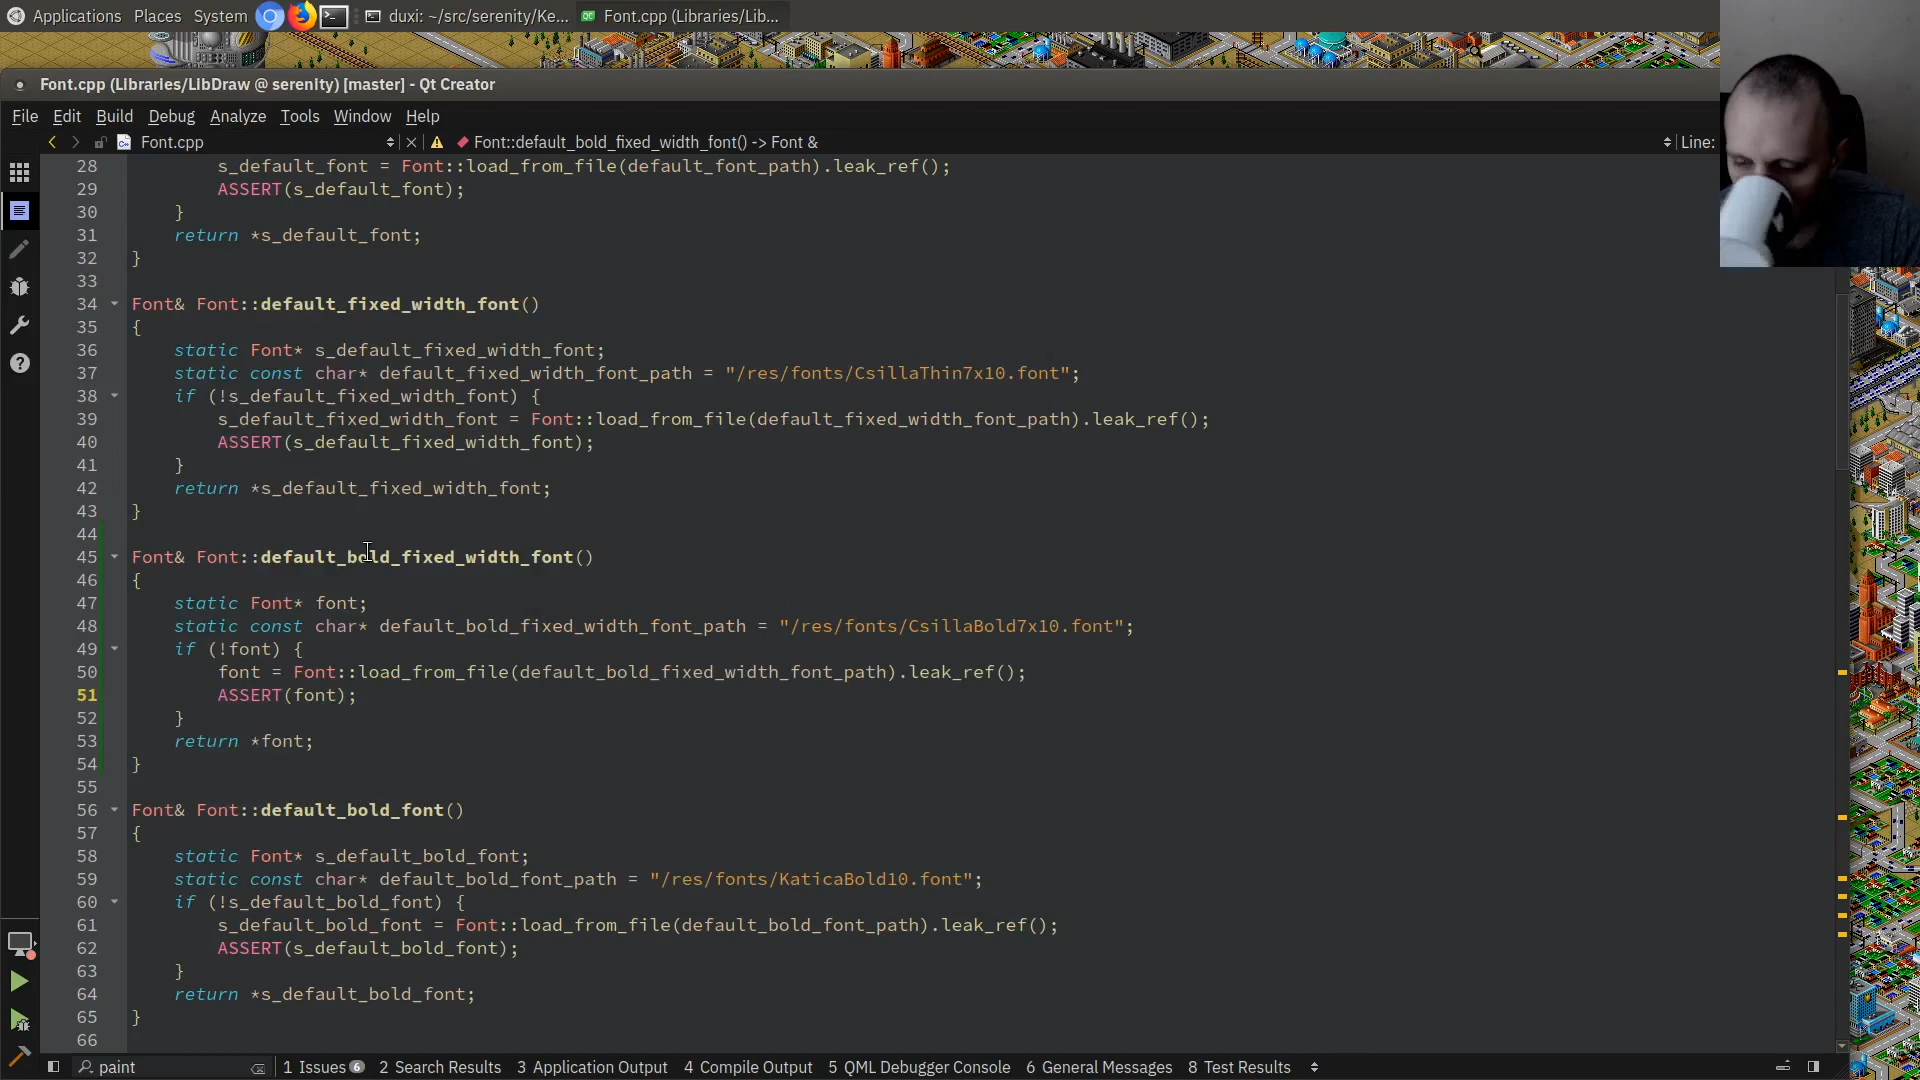 Applications Places System duxi: ~/src/serenity/Ke... Font.cpp (Libraries/Lib...
Font.cpp (Libraries/LibDraw @ serenity) [master] - Qt Creator
File Edit Build Debug Analyze Tools Window Help
Font.cpp Font::default_bold_fixed_width_font() -> Font & Line:
28 s_default_font = Font::load_from_file(default_font_path).leak_ref();
29 ASSERT(s_default_font);
30 }
31 return *s_default_font;
32 }
33
34 Font& Font::default_fixed_width_font()
35 {
36 static Font* s_default_fixed_width_font;
37 static const char* default_fixed_width_font_path = "/res/fonts/CsillaThin7x10.font";
38 if (!s_default_fixed_width_font) {
39 s_default_fixed_width_font = Font::load_from_file(default_fixed_width_font_path).leak_ref();
40 ASSERT(s_default_fixed_width_font);
41 }
42 return *s_default_fixed_width_font;
43 }
44
45 Font& Font::default_bold_fixed_width_font()
46 {
47 static Font* font;
48 static const char* default_bold_fixed_width_font_path = "/res/fonts/CsillaBold7x10.font";
49 if (!font) {
50 font = Font::load_from_file(default_bold_fixed_width_font_path).leak_ref();
51 ASSERT(font);
52 }
53 return *font;
54 }
55
56 Font& Font::default_bold_font()
57 {
58 static Font* s_default_bold_font;
59 static const char* default_bold_font_path = "/res/fonts/KaticaBold10.font";
60 if (!s_default_bold_font) {
61 s_default_bold_font = Font::load_from_file(default_bold_font_path).leak_ref();
62 ASSERT(s_default_bold_font);
63 }
64 return *s_default_bold_font;
65 }
66
paint 1 Issues 6 2 Search Results 3 Application Output 4 Compile Output 5 QML Debugger Console 6 General Messages 8 Test Results